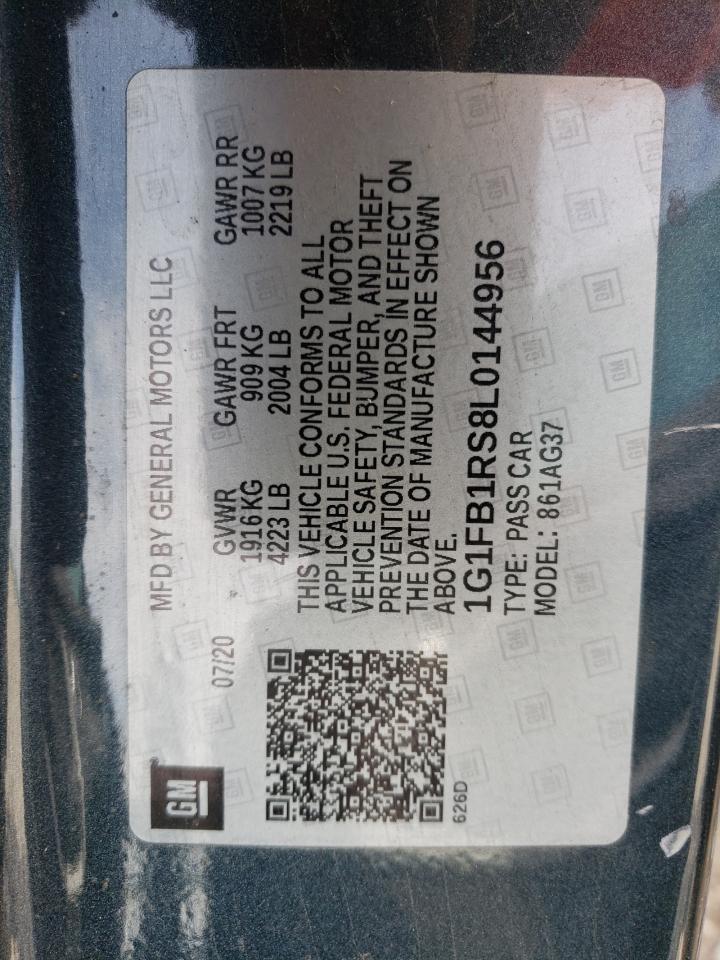 GM
MFD BY GENERAL MOTORS LLC
07/20
GVWR GAWR FRT GAWR RR
1916 KG 909 KG 1007 KG
4223 LB 2004 LB 2219 LB
THIS VEHICLE CONFORMS TO ALL
APPLICABLE U.S. FEDERAL MOTOR
VEHICLE SAFETY, BUMPER, AND THEFT
PREVENTION STANDARDS IN EFFECT ON
THE DATE OF MANUFACTURE SHOWN
ABOVE.
1G1FB1RS8L0144956
TYPE: PASS CAR
MODEL: 861AG37
626D